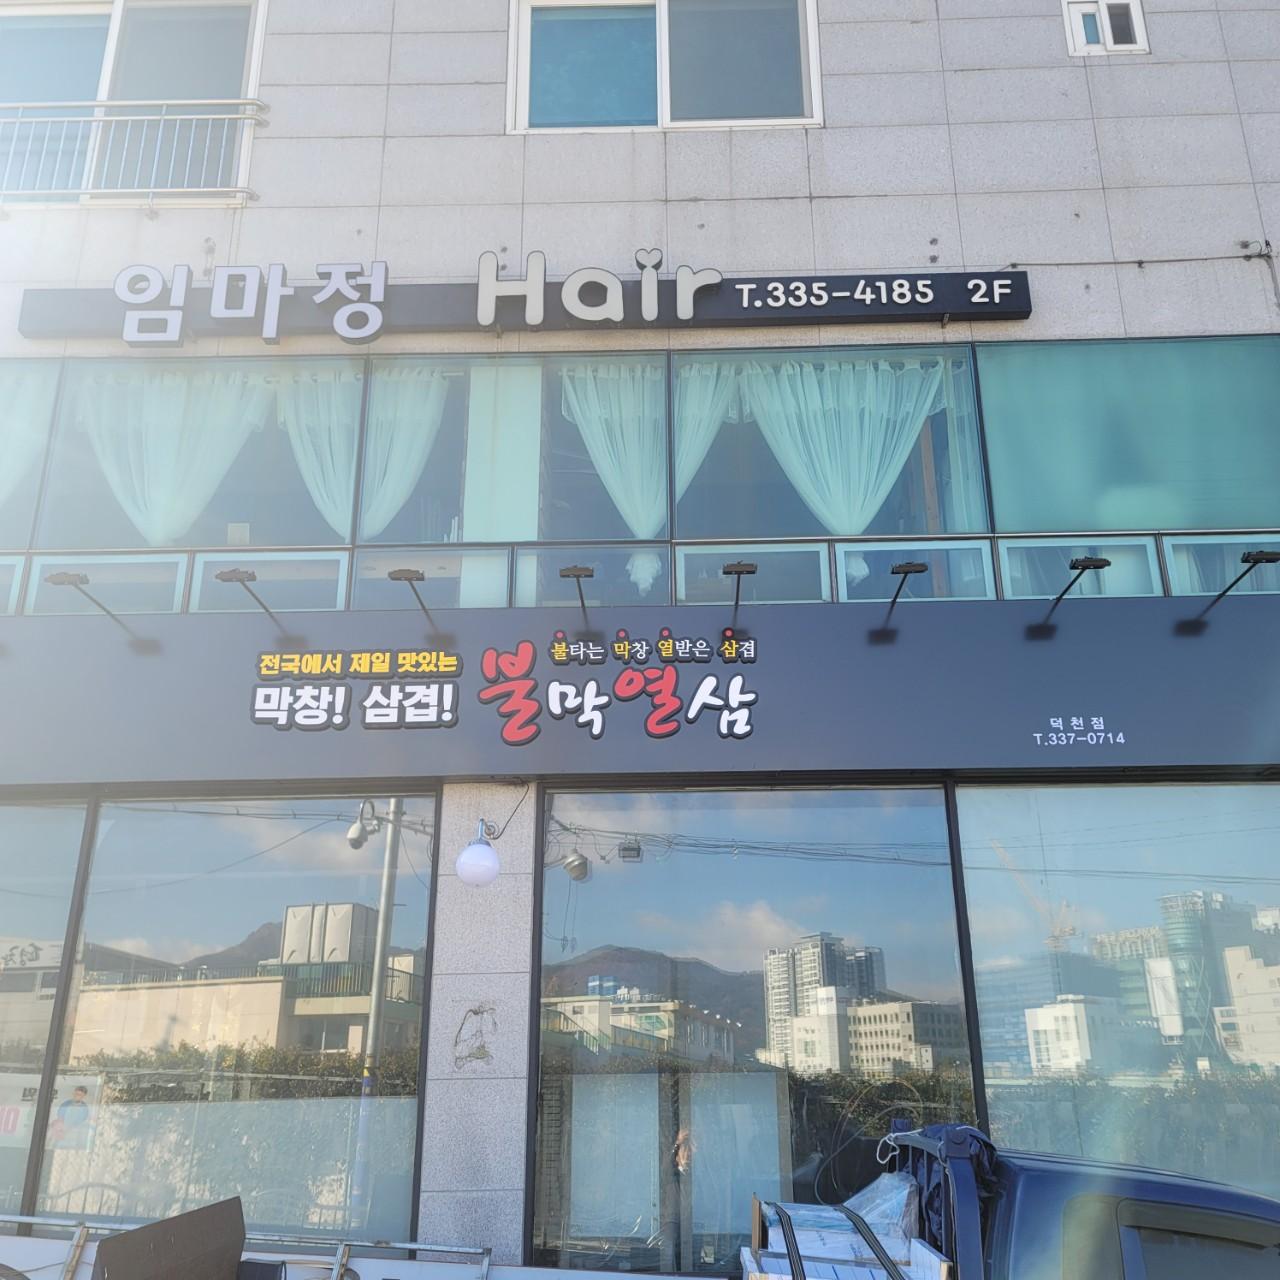 임마정 Hair T.335-4185 2F
불타는 막창 열받은 삼겹
전국에서 제일 맛있는
막창! 삼겹! 불막열삼
덕천점
T.337-0714